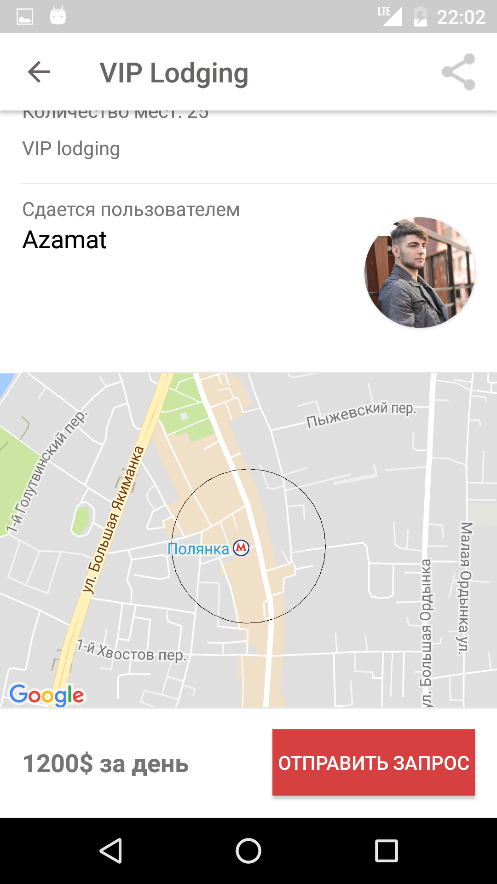 LTE
22:02
VIP Lodging
Количество мест: 25
VIP lodging
Сдается пользователем
Azamat
Пыжевский пер.
1-й Голутвинский пер.
ул. Большая Якиманка
Полянка М
Малая Ордынка ул.
ул. Большая Ордынка
1-й Хвостов пер.
Google
1200$ за день
ОТПРАВИТЬ ЗАПРОС